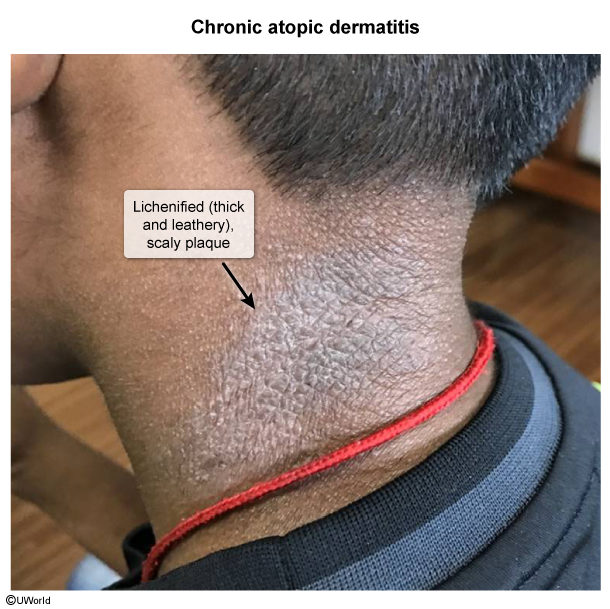 Chronic atopic dermatitis
Lichenified (thick
and leathery),
scaly plaque
©UWorld